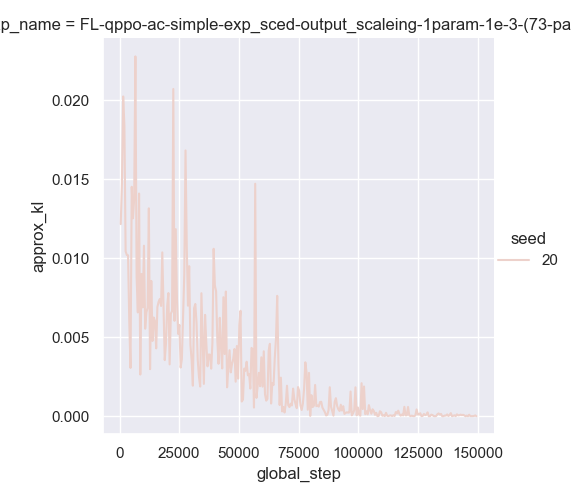 p_name = FL-qppo-ac-simple-exp_sced-output_scaleing-1param-1e-3-(73-pa
0.020
0.015
0.010
0.005
0.000
approx_kl
0 25000 50000 75000 100000 125000 150000
global_step
seed
20